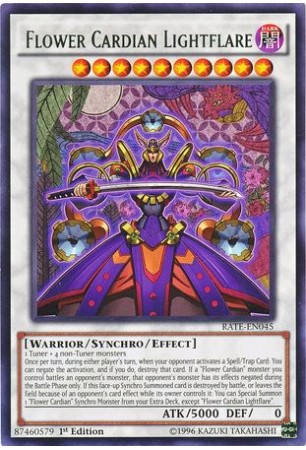 FLOWER CARDIAN LIGHTFLARE
DARK
闇
RATE-EN045
[WARRIOR/SYNCHRO/EFFECT]
1 Tuner + 4 non-Tuner monsters
Once per turn, during either player's turn, when your opponent activates a Spell/Trap Card: You
can negate the activation, and if you do, destroy that card. If a "Flower Cardian" monster you
control battles an opponent's monster, that opponent's monster has its effects negated during
the Battle Phase only. If this face-up Synchro Summoned card is destroyed by battle, or leaves the
field because of an opponent's card effect while its owner controls it: You can Special Summon
1 "Flower Cardian" Synchro Monster from your Extra Deck, except "Flower Cardian Lightflare".
ATK/5000 DEF/ 0
87460579 1st Edition ©1996 KAZUKI TAKAHASHI